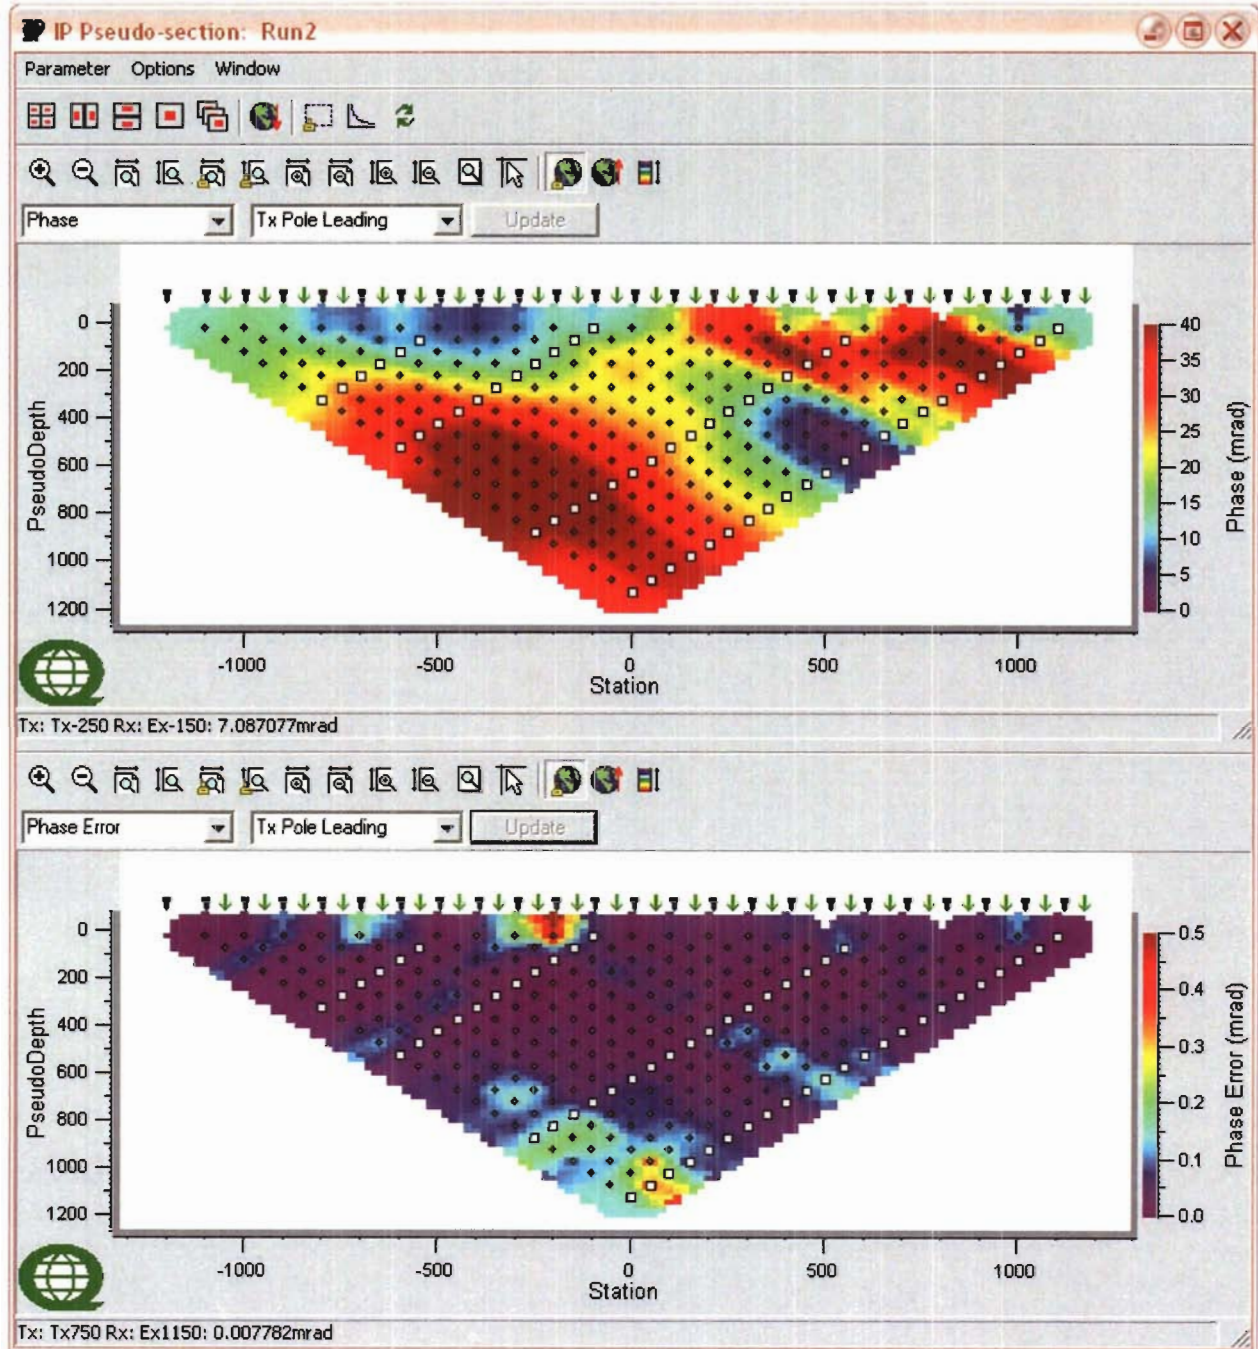 IP Pseudo-section: Run2
Parameter Options Window
Phase Tx Pole Leading Update
0
200
400
600
800
1000
1200
PseudoDepth
-1000 -500 0 500 1000
Station
40
35
30
25
20
15
10
5
0
Phase (mrad)
Tx: Tx-250 Rx: Ex-150: 7.087077mrad
Phase Error Tx Pole Leading Update
0
200
400
600
800
1000
1200
PseudoDepth
-1000 -500 0 500 1000
Station
0.5
0.4
0.3
0.2
0.1
0.0
Phase Error (mrad)
Tx: Tx750 Rx: Ex1150: 0.007782mrad